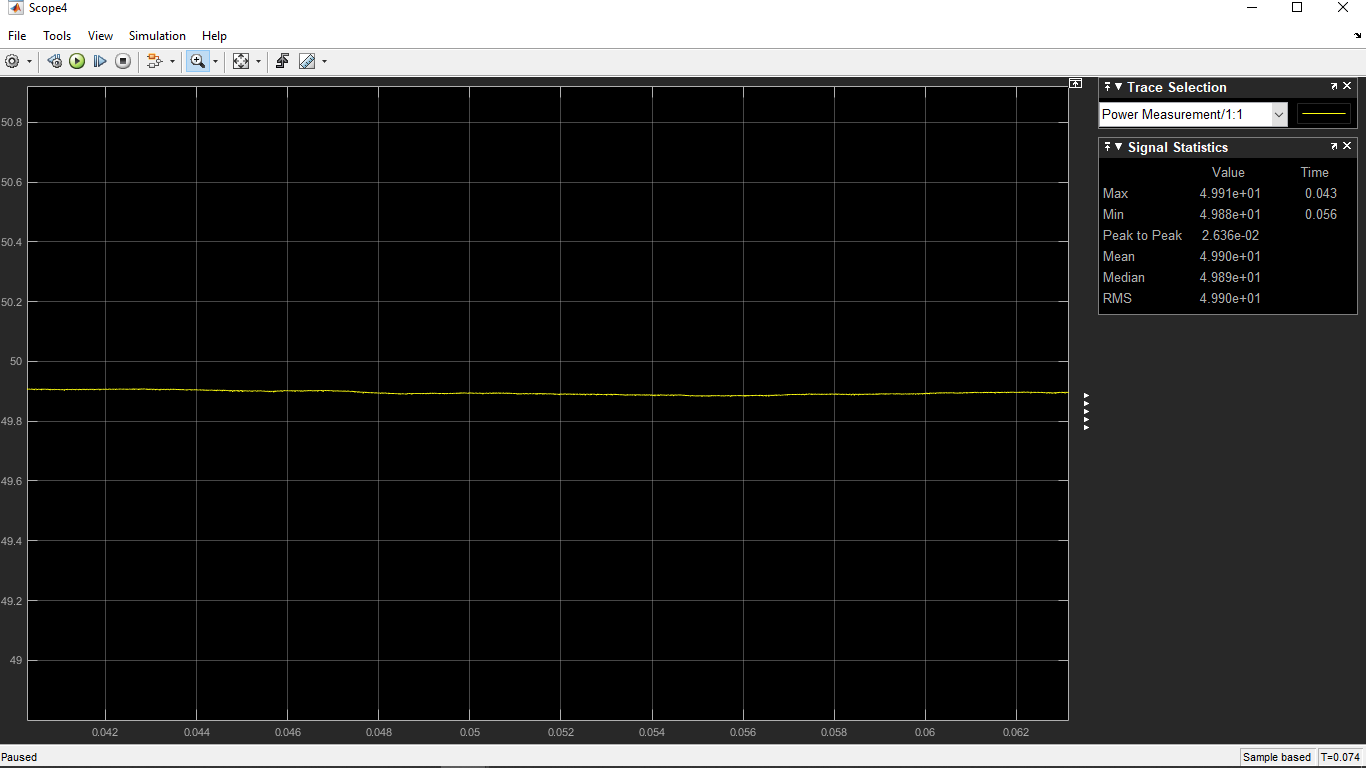 Scope4
File Tools View Simulation Help
50.8
50.6
50.4
50.2
50
49.8
49.6
49.4
49.2
49
0.042 0.044 0.046 0.048 0.05 0.052 0.054 0.056 0.058 0.06 0.062
Trace Selection
Power Measurement/1:1
Signal Statistics
Value Time
Max 4.991e+01 0.043
Min 4.988e+01 0.056
Peak to Peak 2.636e-02
Mean 4.990e+01
Median 4.989e+01
RMS 4.990e+01
Paused Sample based T=0.074